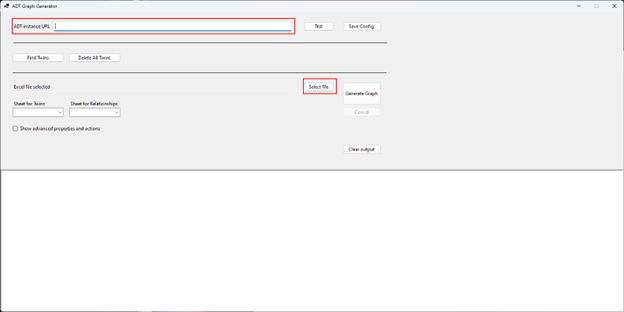 ADT Graph Generator
ADT Instance URL
Test
Save Config
Find Twins
Delete All Twins
Excel file selected
Select file
Generate Graph
Sheet for Twins
Sheet for Relationships
Cancel
Show advanced properties and actions
Clear output